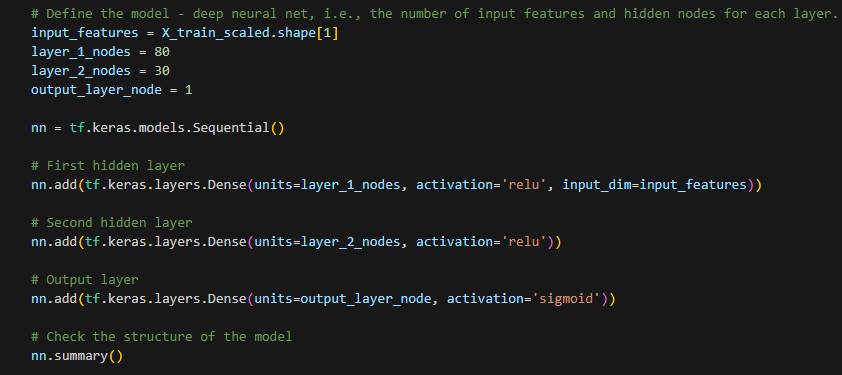 # Define the model - deep neural net, i.e., the number of input features and hidden nodes for each layer.
input_features = X_train_scaled.shape[1]
layer_1_nodes = 80
layer_2_nodes = 30
output_layer_node = 1
nn = tf.keras.models.Sequential()
# First hidden layer
nn.add(tf.keras.layers.Dense(units=layer_1_nodes, activation='relu', input_dim=input_features))
# Second hidden layer
nn.add(tf.keras.layers.Dense(units=layer_2_nodes, activation='relu'))
# Output layer
nn.add(tf.keras.layers.Dense(units=output_layer_node, activation='sigmoid'))
# Check the structure of the model
nn.summary()